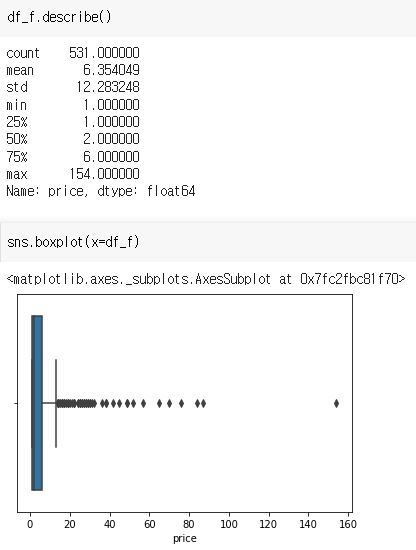 df_f.describe()
count    531.000000
mean       6.354049
std       12.283248
min        1.000000
25%        1.000000
50%        2.000000
75%        6.000000
max      154.000000
Name: price, dtype: float64
sns.boxplot(x=df_f)
<matplotlib.axes._subplots.AxesSubplot at 0x7fc2fbc81f70>
0 20 40 60 80 100 120 140 160
price